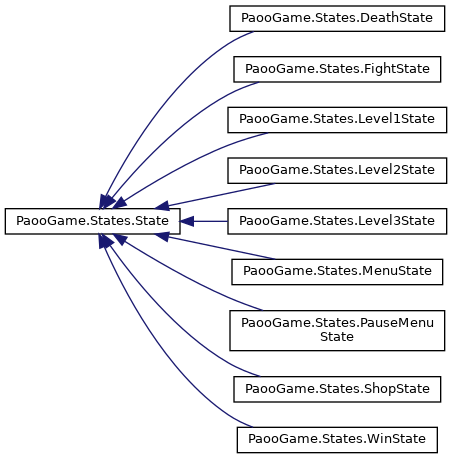 PaooGame.States.DeathState
PaooGame.States.FightState
PaooGame.States.Level1State
PaooGame.States.Level2State
PaooGame.States.State
PaooGame.States.Level3State
PaooGame.States.MenuState
PaooGame.States.PauseMenu
State
PaooGame.States.ShopState
PaooGame.States.WinState